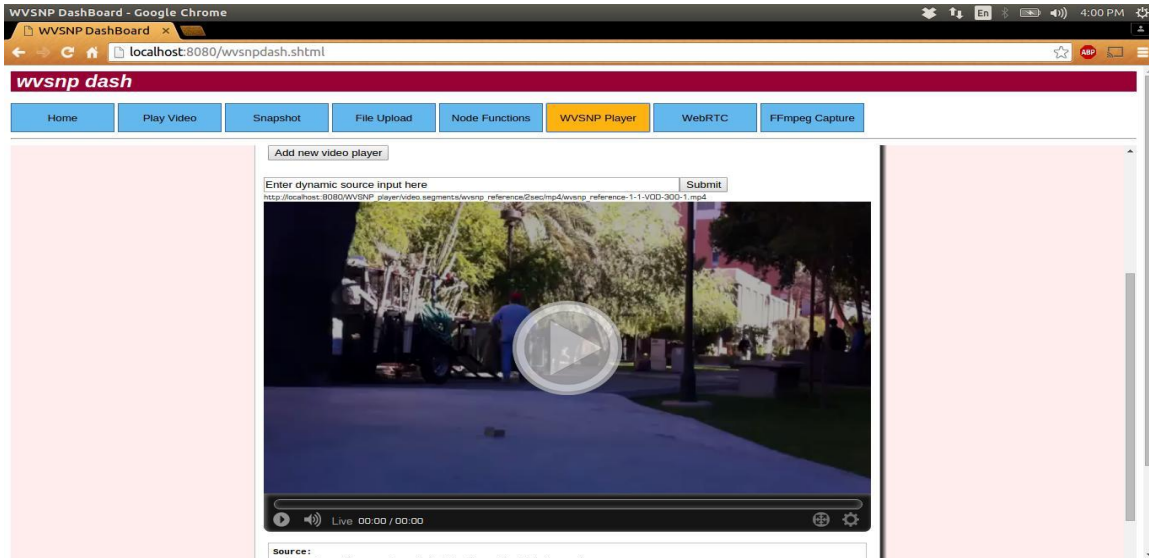 WVSNP DashBoard - Google Chrome
En
4:00 PM
WVSNP DashBoard ×
localhost:8080/wvsnpdash.shtml
ABP
wvsnp dash
Home
Play Video
Snapshot
File Upload
Node Functions
WVSNP Player
WebRTC
FFmpeg Capture
Add new video player
Enter dynamic source input here
Submit
http://localhost:8080/WVSNP_player/video.segments/wvsnp_reference/2sec/mp4/wvsnp_reference-1-1-VOD-300-1.mp4
Live 00:00 / 00:00
Source: